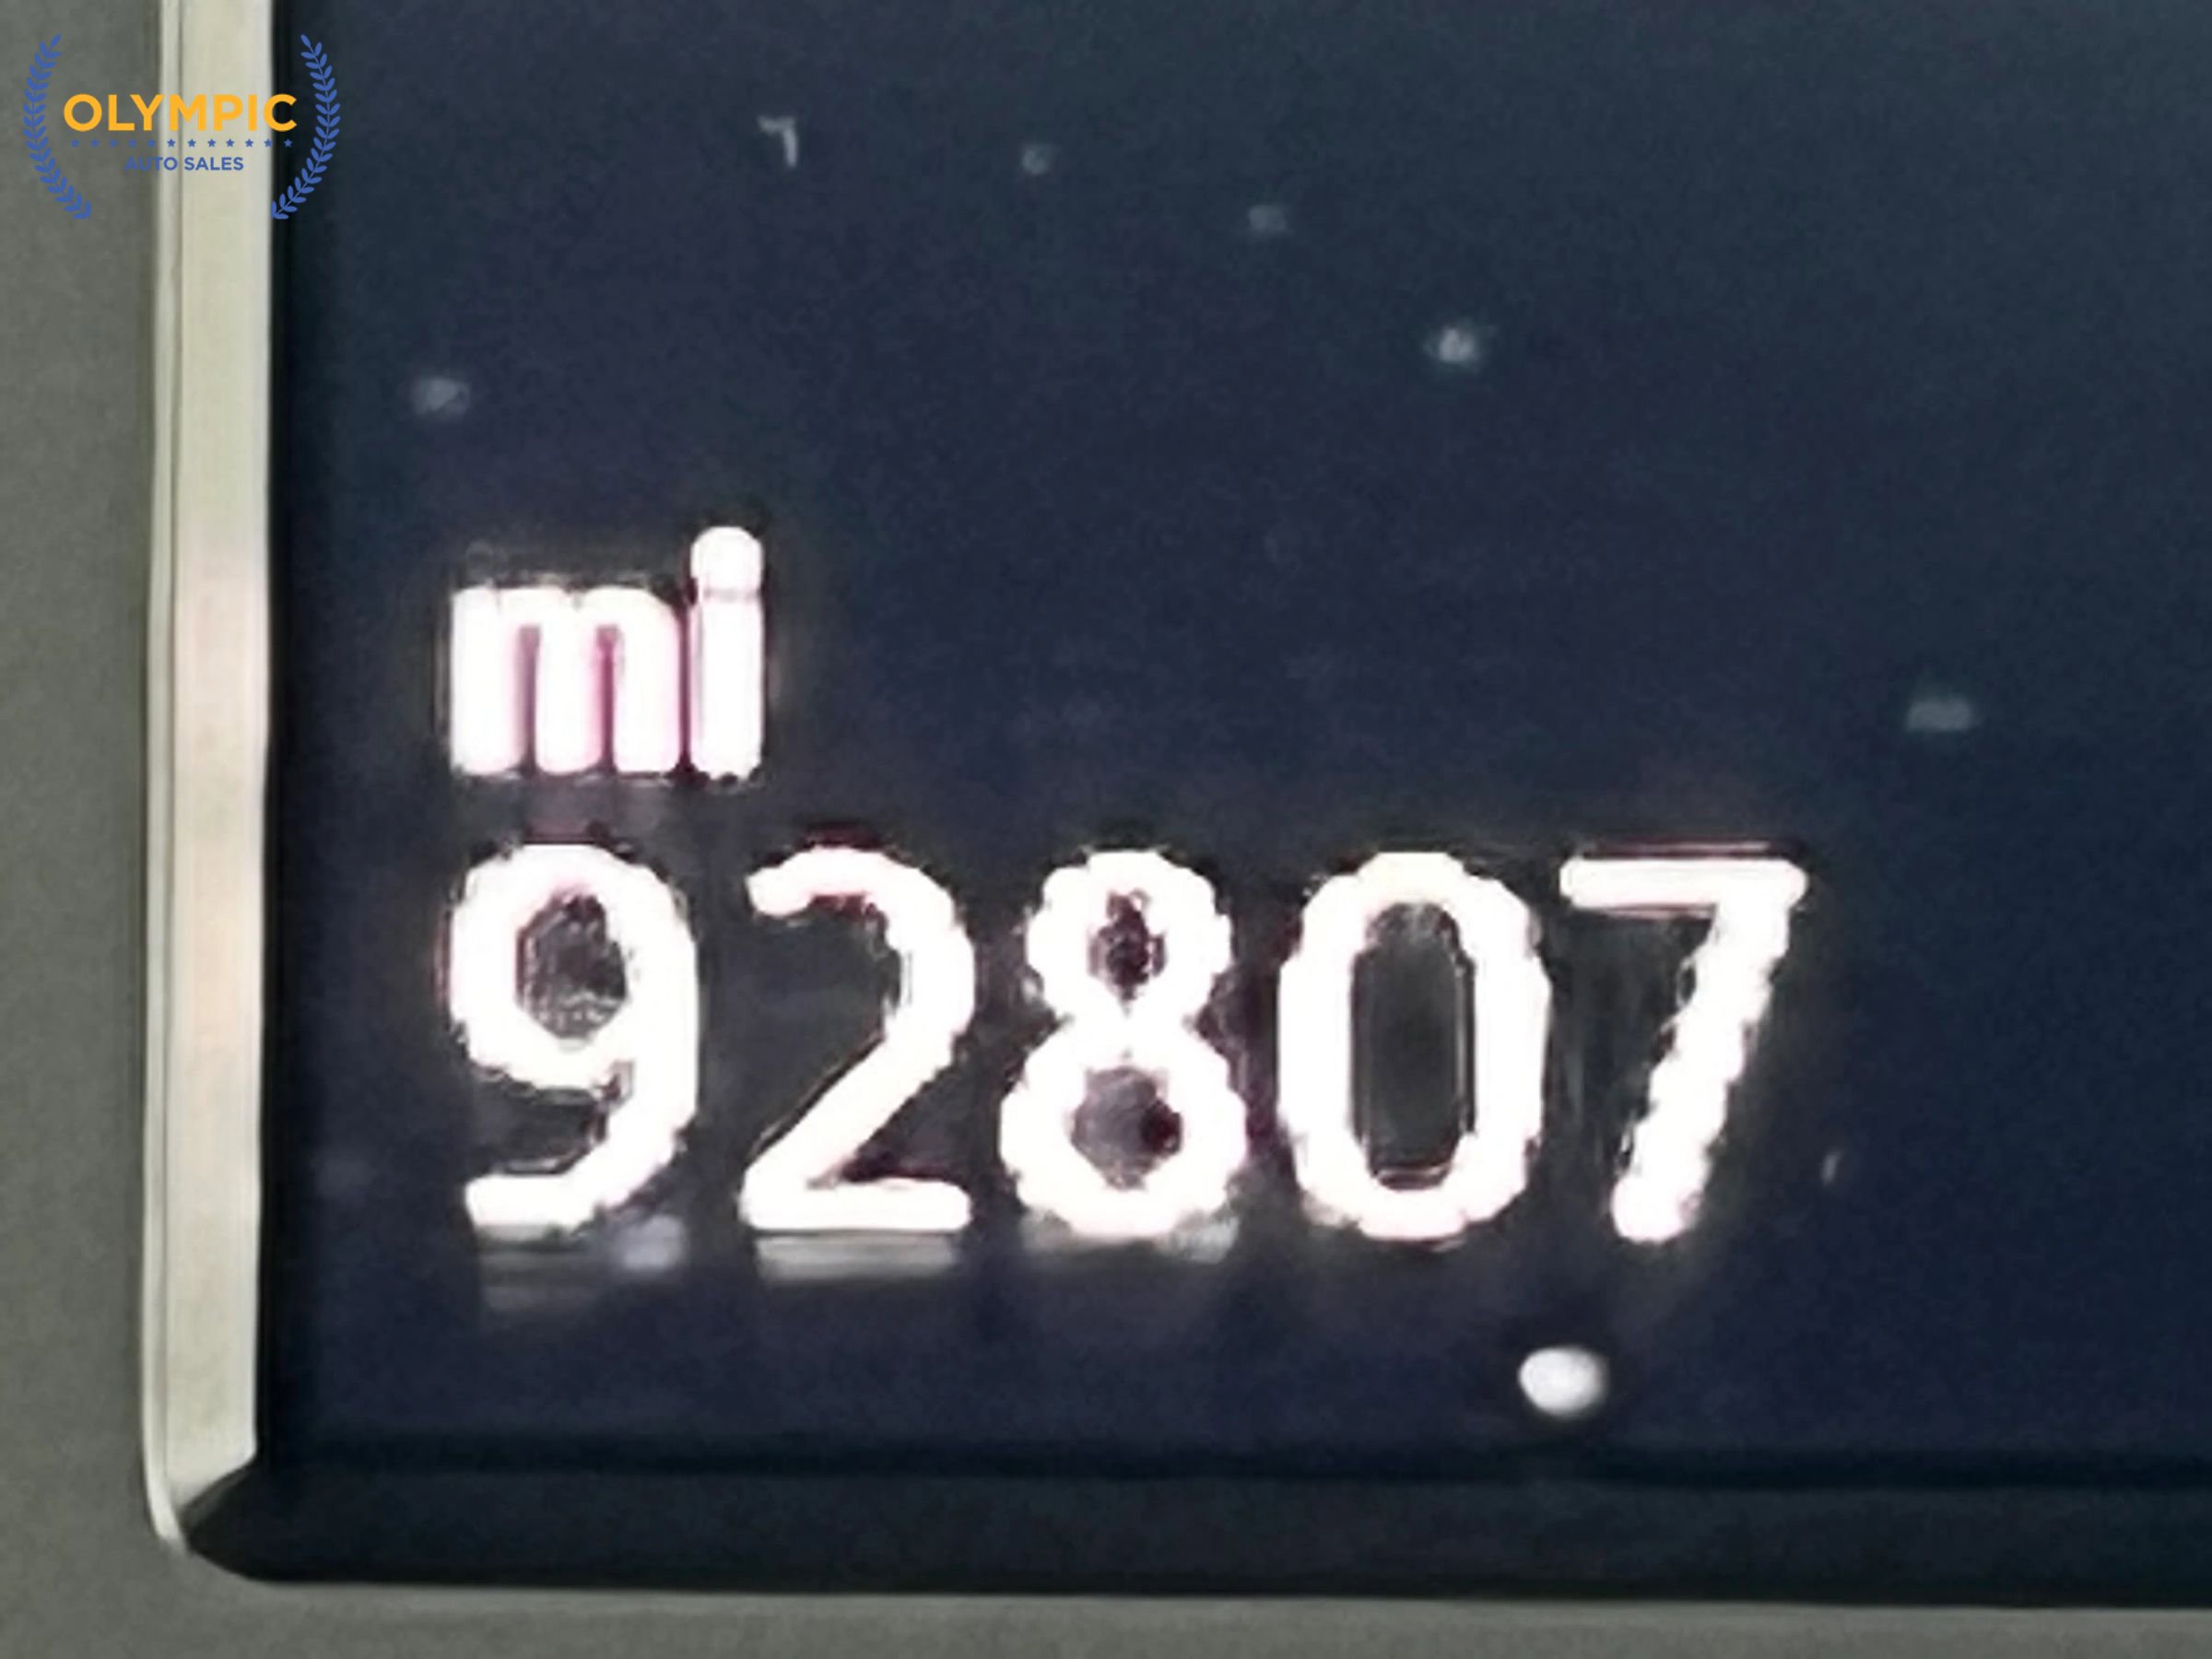 OLYMPIC
AUTO SALES
mi
92807